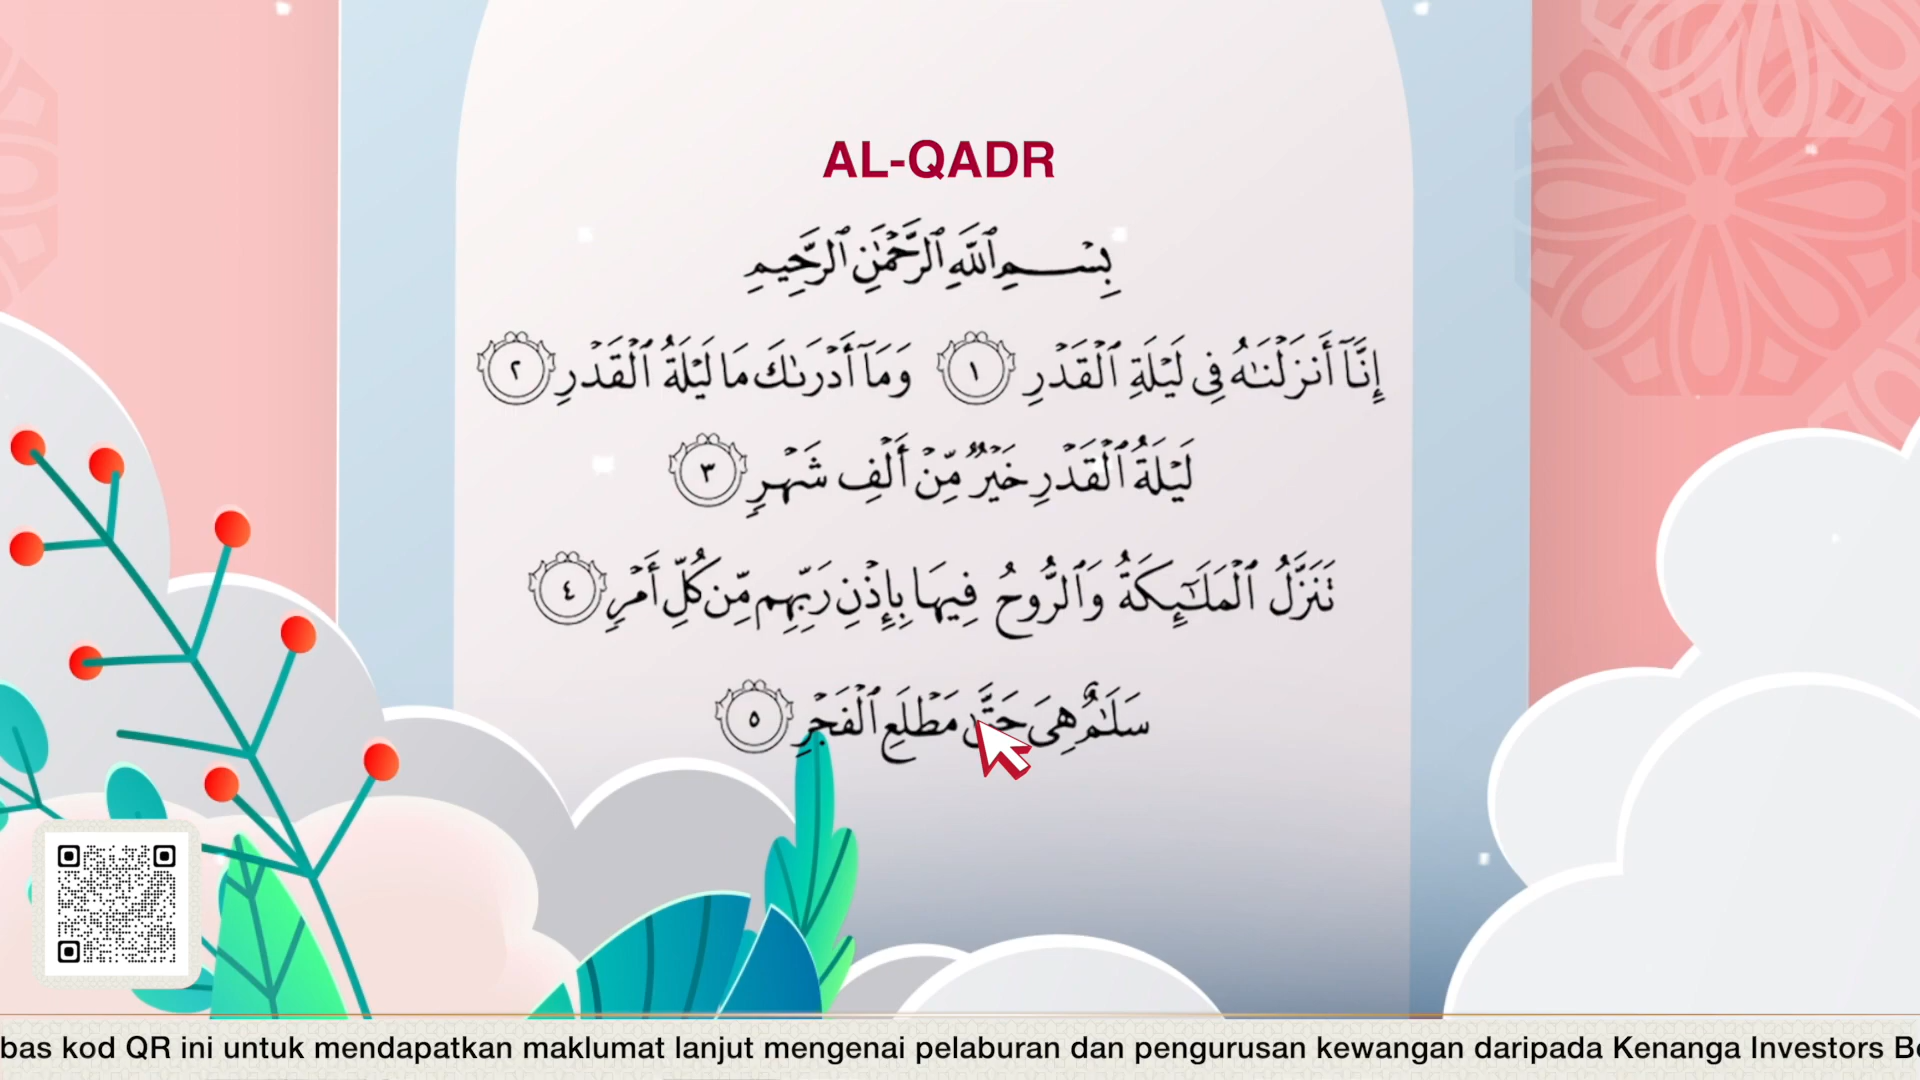 AL-QADR
بِسْمِ ٱللَّهِ ٱلرَّحْمَٰنِ ٱلرَّحِيمِ
إِنَّآ أَنزَلْنَٰهُ فِى لَيْلَةِ ٱلْقَدْرِ ١ وَمَآ أَدْرَىٰكَ مَا لَيْلَةُ ٱلْقَدْرِ ٢
لَيْلَةُ ٱلْقَدْرِ خَيْرٌ مِّنْ أَلْفِ شَهْرٍ ٣
تَنَزَّلُ ٱلْمَلَٰٓئِكَةُ وَٱلرُّوحُ فِيهَا بِإِذْنِ رَبِّهِم مِّن كُلِّ أَمْرٍ ٤
سَلَٰمٌ هِىَ حَتَّىٰ مَطْلَعِ ٱلْفَجْرِ ٥
bas kod QR ini untuk mendapatkan maklumat lanjut mengenai pelaburan dan pengurusan kewangan daripada Kenanga Investors